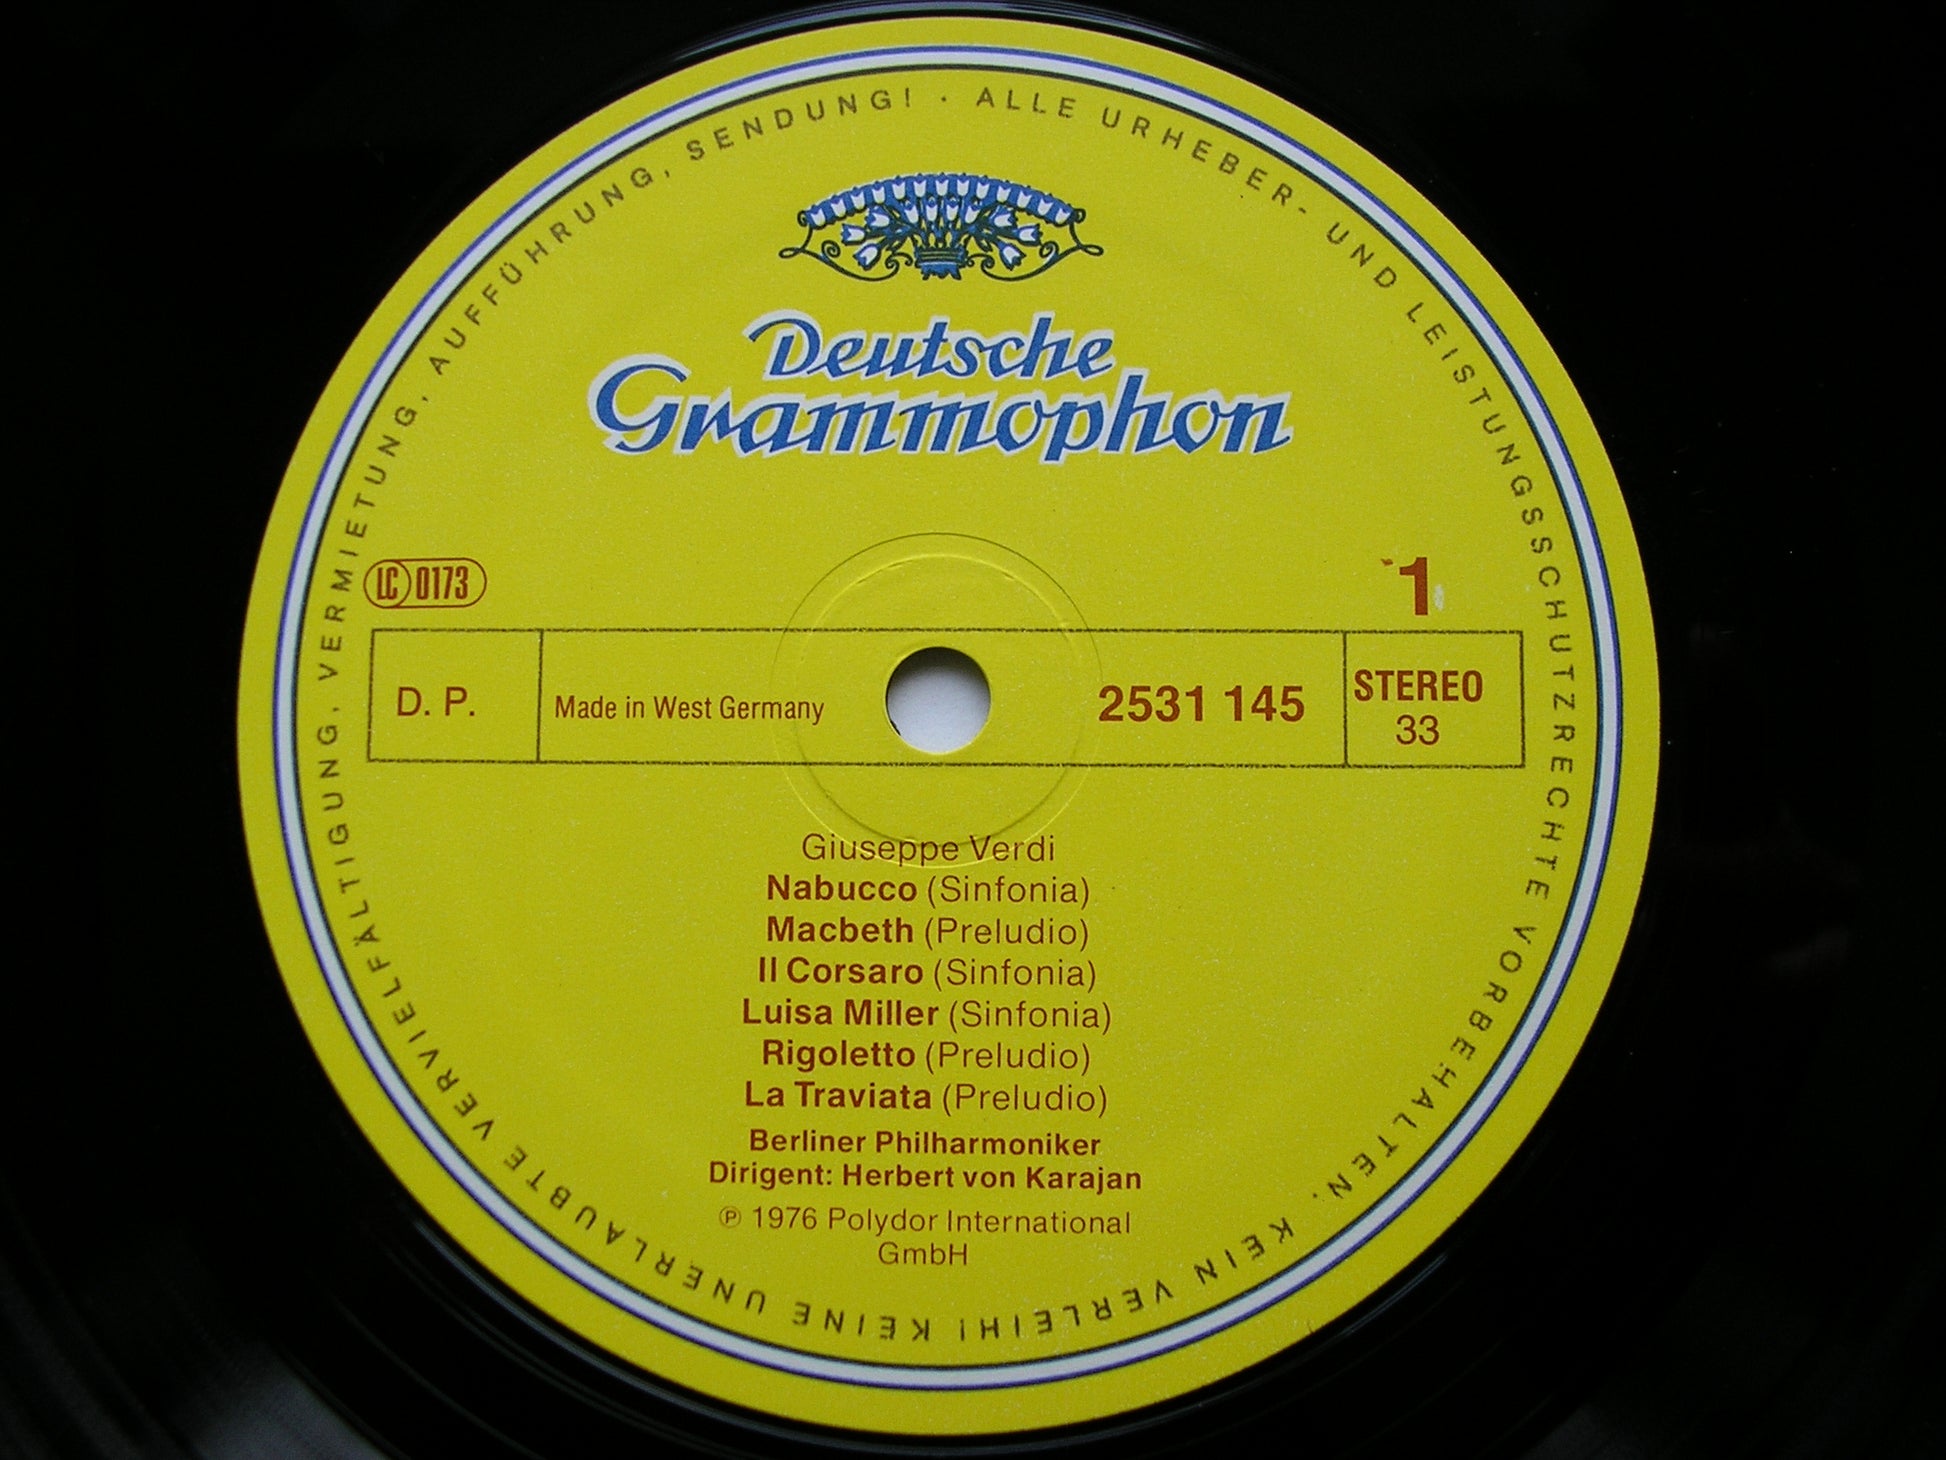 ALLE URHEBER- UND LEISTUNGSSCHUTZRECHTE VORBEHALTEN. KEIN VERLEIH! KEINE UNERLAUBTE VERVIELFÄLTIGUNG, VERMIETUNG, AUFFÜHRUNG, SENDUNG! ·
Deutsche
Grammophon
LC 0173
1
D. P.
Made in West Germany
2531 145
STEREO
33
Giuseppe Verdi
Nabucco (Sinfonia)
Macbeth (Preludio)
Il Corsaro (Sinfonia)
Luisa Miller (Sinfonia)
Rigoletto (Preludio)
La Traviata (Preludio)
Berliner Philharmoniker
Dirigent: Herbert von Karajan
℗ 1976 Polydor International
GmbH